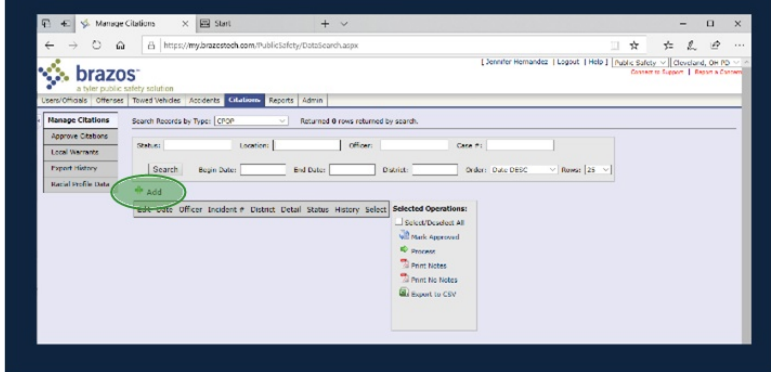 Manage Citations
Start
https://my.brazostech.com/PublicSafety/DataSearch.aspx
[ Jennifer Hernandez | Logout | Help ] Public Safety Cleveland, OH PD
Connect to Support | Report a Concern
brazos
a tyler public safety solution
Users/Officials Offenses Towed Vehicles Accidents Citations Reports Admin
Manage Citations
Approve Citations
Local Warrants
Export History
Racial Profile Data
Search Records by Type: CPOP Returned 0 rows returned by search.
Status: Location: Officer: Case #:
Search Begin Date: End Date: District: Order: Date DESC Rows: 25
Add
Edit Date Officer Incident # District Detail Status History Select
Selected Operations:
Select/Deselect All
Mark Approved
Process
Print Notes
Print No Notes
Export to CSV